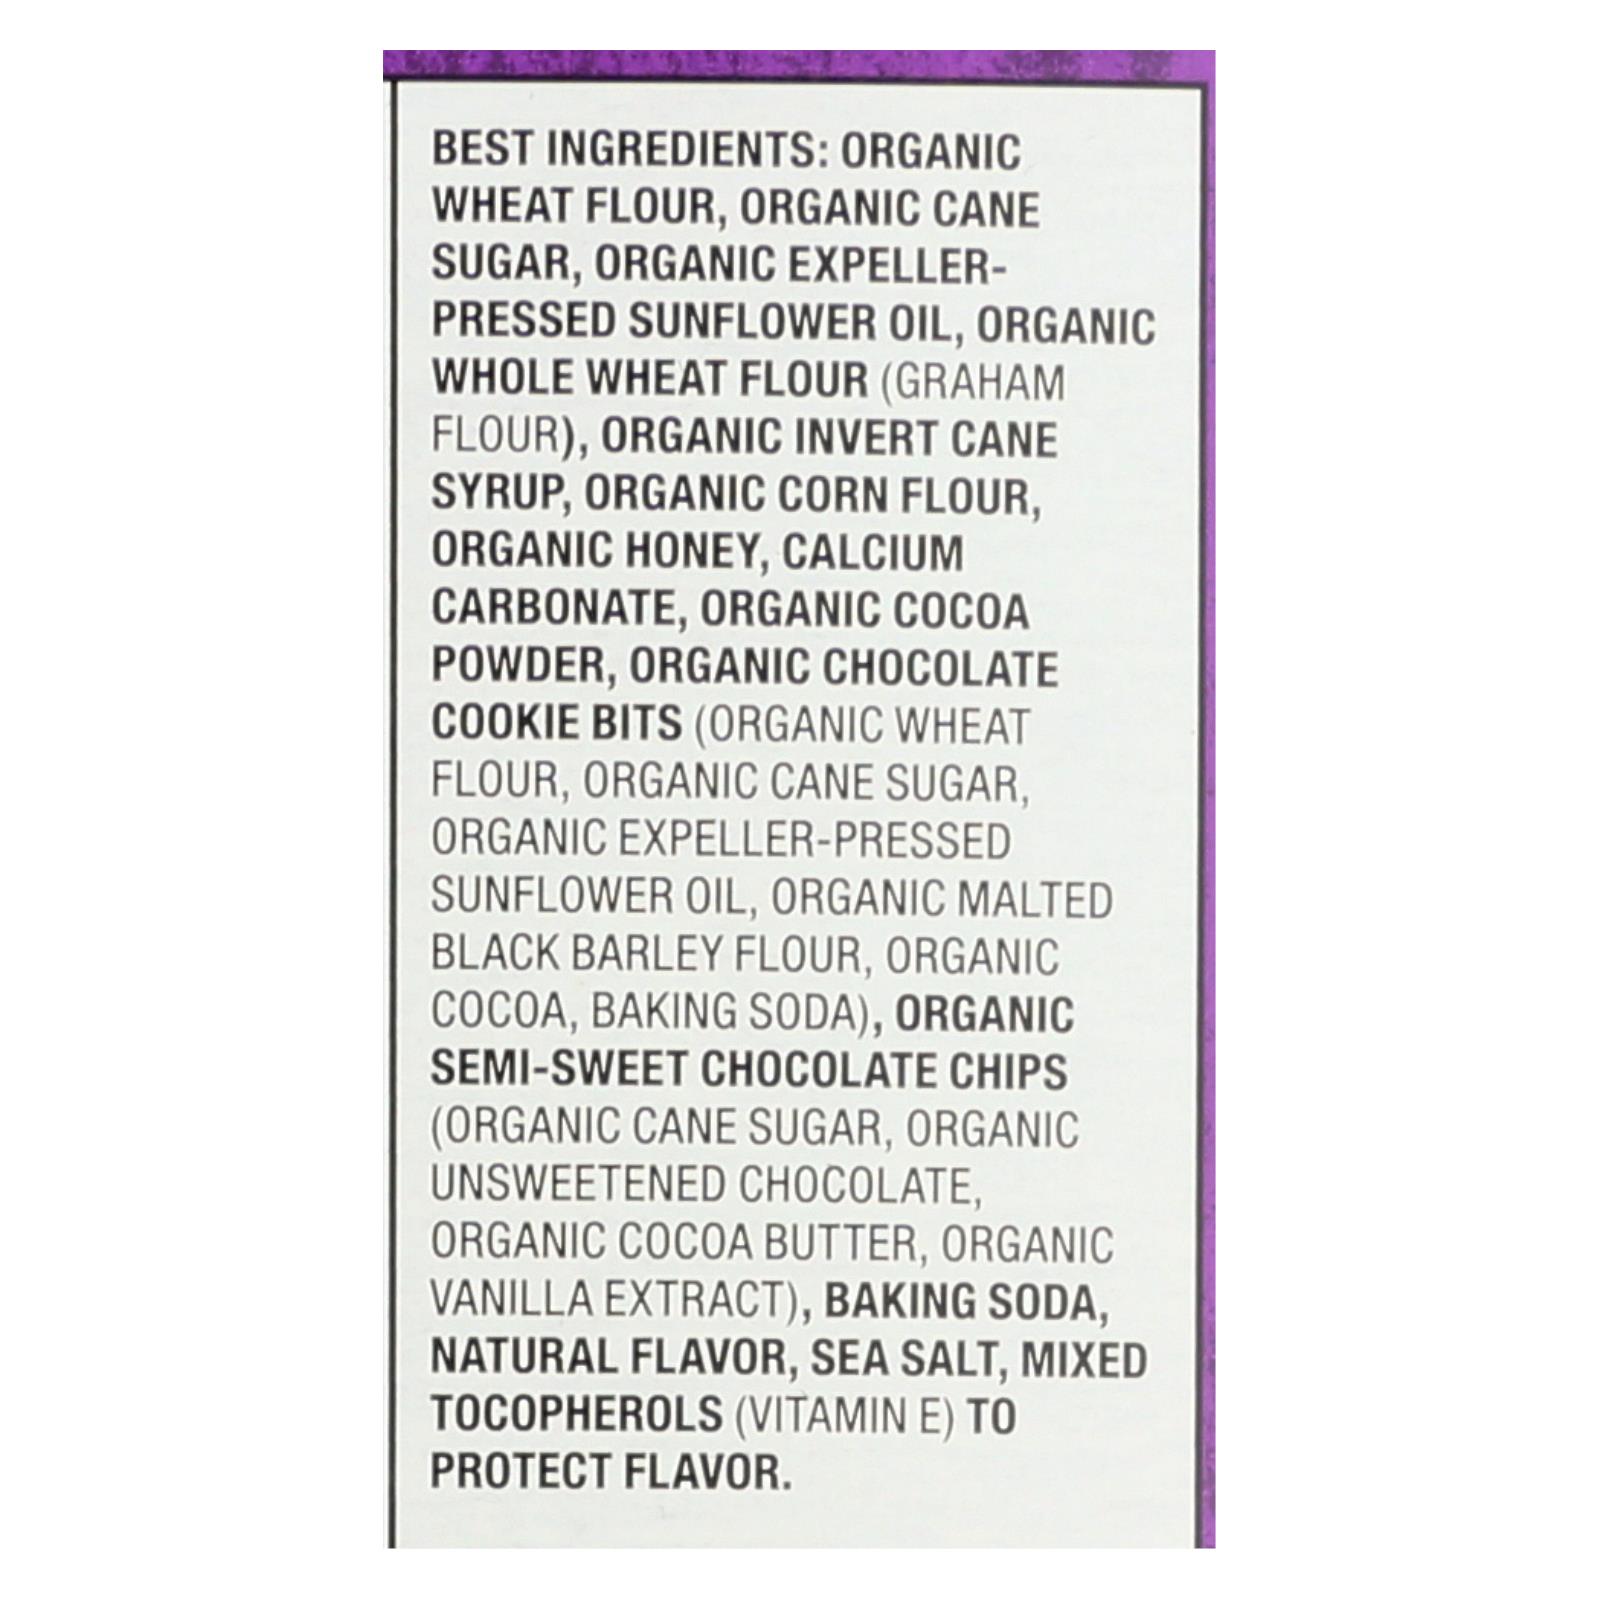 BEST INGREDIENTS: ORGANIC
WHEAT FLOUR, ORGANIC CANE
SUGAR, ORGANIC EXPELLER-
PRESSED SUNFLOWER OIL, ORGANIC
WHOLE WHEAT FLOUR (GRAHAM
FLOUR), ORGANIC INVERT CANE
SYRUP, ORGANIC CORN FLOUR,
ORGANIC HONEY, CALCIUM
CARBONATE, ORGANIC COCOA
POWDER, ORGANIC CHOCOLATE
COOKIE BITS (ORGANIC WHEAT
FLOUR, ORGANIC CANE SUGAR,
ORGANIC EXPELLER-PRESSED
SUNFLOWER OIL, ORGANIC MALTED
BLACK BARLEY FLOUR, ORGANIC
COCOA, BAKING SODA), ORGANIC
SEMI-SWEET CHOCOLATE CHIPS
(ORGANIC CANE SUGAR, ORGANIC
UNSWEETENED CHOCOLATE,
ORGANIC COCOA BUTTER, ORGANIC
VANILLA EXTRACT), BAKING SODA,
NATURAL FLAVOR, SEA SALT, MIXED
TOCOPHEROLS (VITAMIN E) TO
PROTECT FLAVOR.